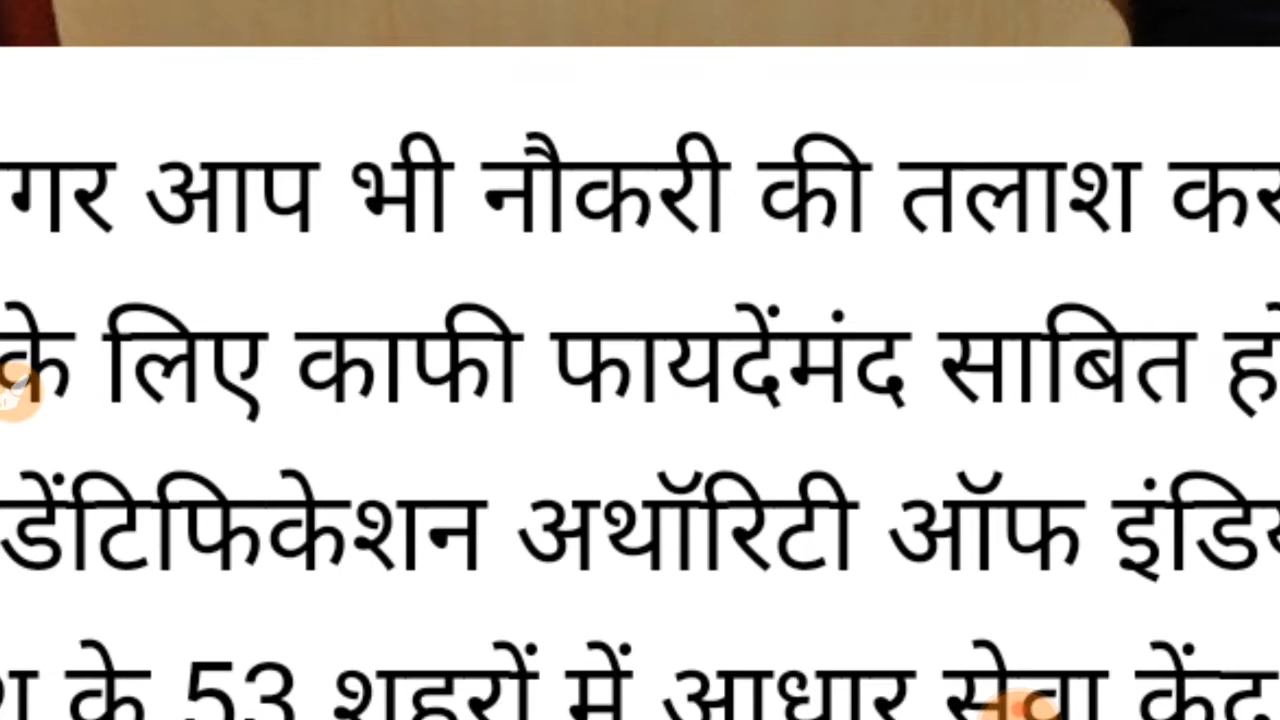 गर आप भी नौकरी की तलाश कर
के लिए काफी फायदेंमंद साबित हो
डेंटिफिकेशन अथॉरिटी ऑफ इंडिय
के 53 शहरों में आधार सेवा केंद